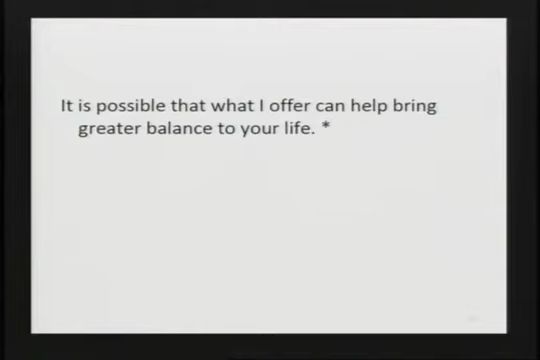 It is possible that what I offer can help bring
greater balance to your life. *